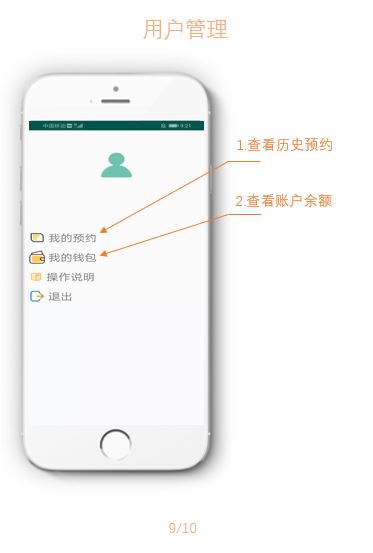 用户管理
中国移动
9:21
1.查看历史预约
2.查看账户余额
我的预约
我的钱包
操作说明
退出
9/10